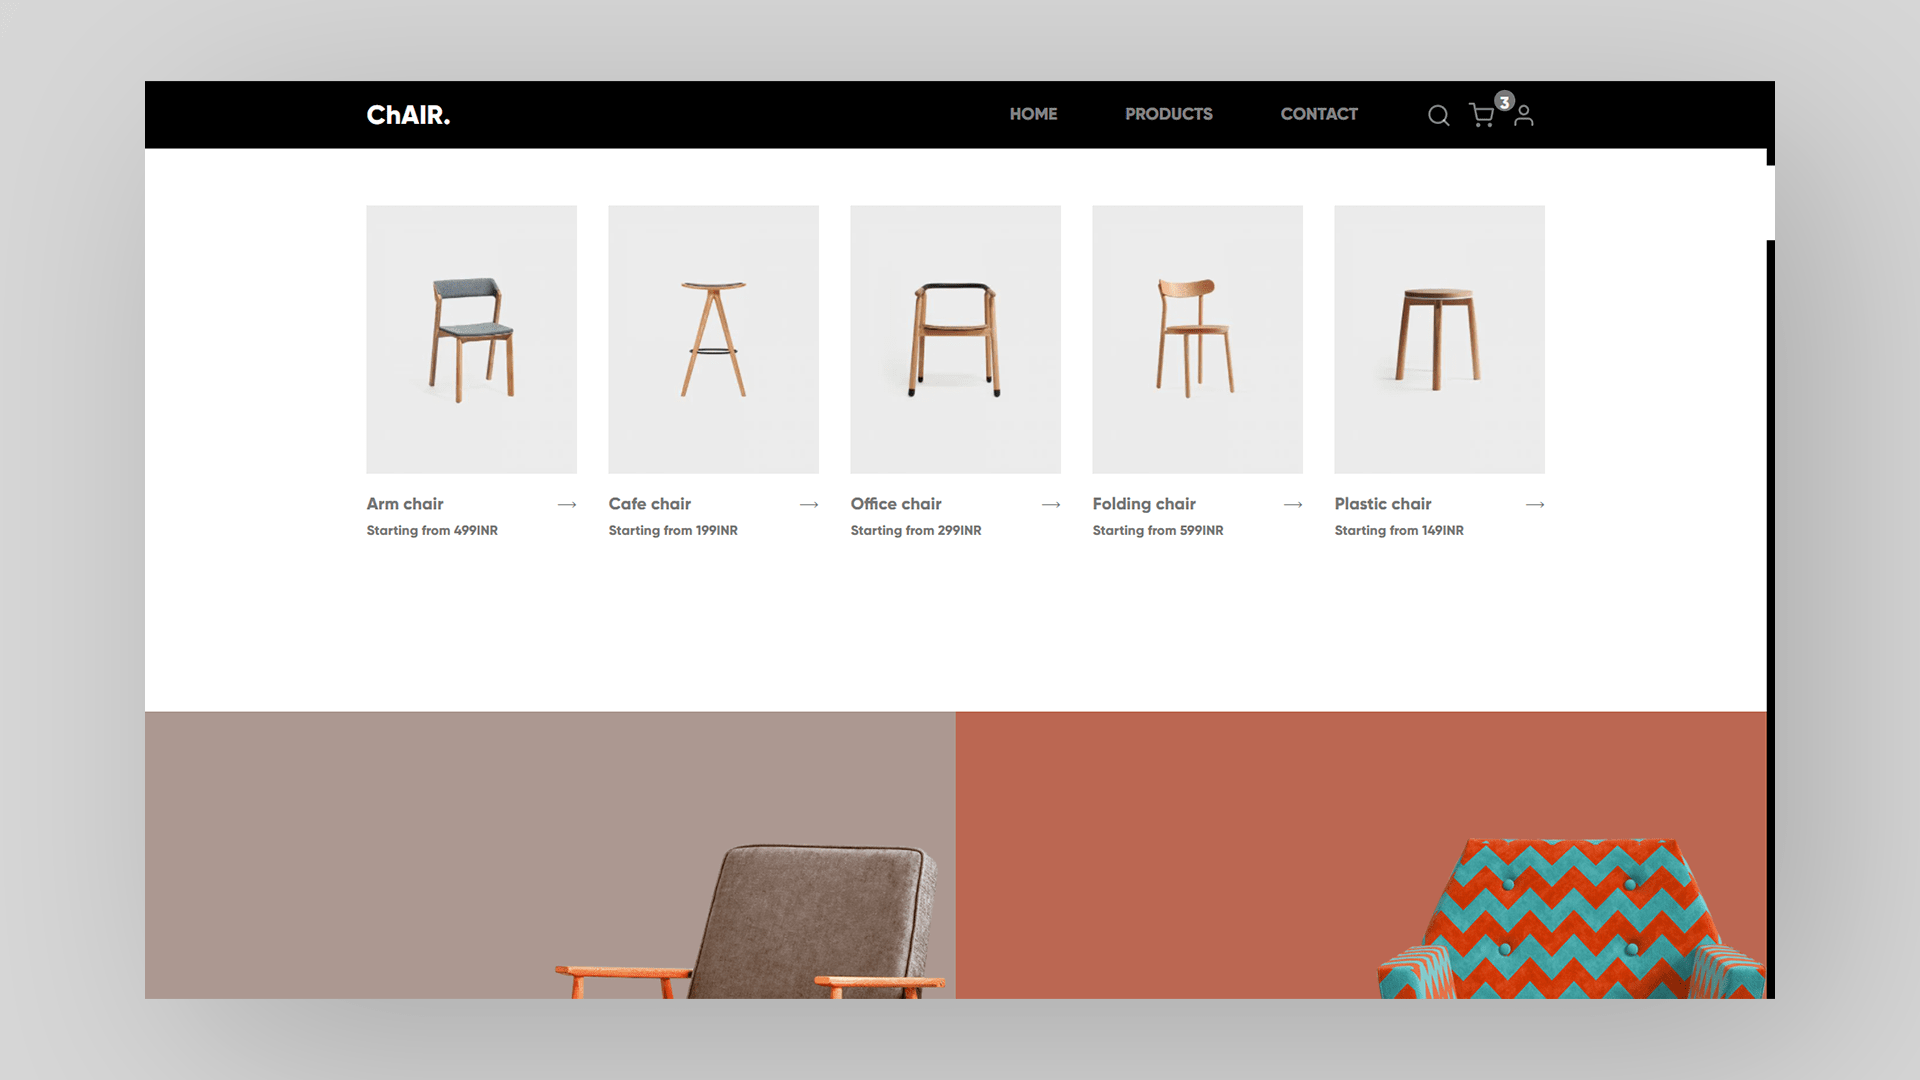 ChAIR.
HOME PRODUCTS CONTACT 3
Arm chair
Starting from 499INR
Cafe chair
Starting from 199INR
Office chair
Starting from 299INR
Folding chair
Starting from 599INR
Plastic chair
Starting from 149INR